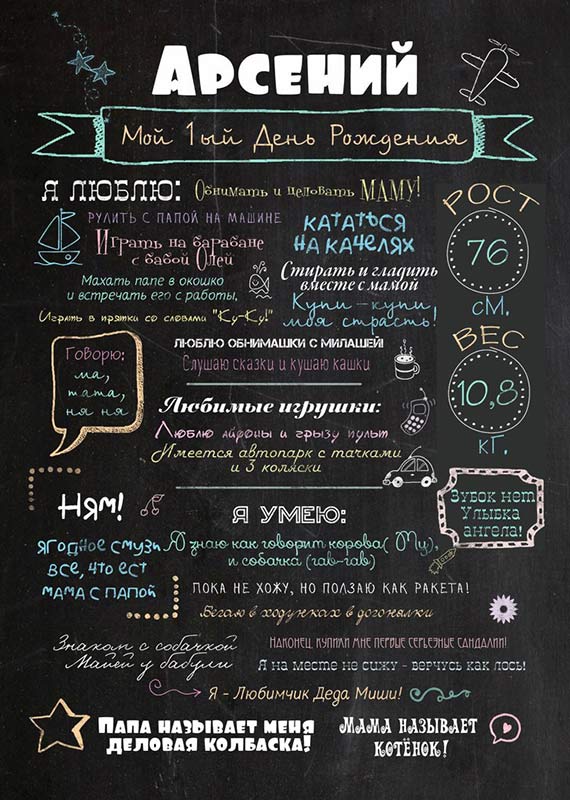 Арсений
Мой 1ый День Рождения
Я ЛЮБЛЮ:
Обнимать и целовать МАМУ!
РУЛИТЬ С ПАПОЙ НА МАШИНЕ
Играть на барабане
с бабой Олей
КАТАТЬСЯ
НА КАЧЕЛЯХ
Махать папе в окошко
и встречать его с работы,
Стирать и гладить
вместе с мамой
Играть в прятки со словами "Ку-Ку!"
Купи - купи
моя страсть!
РОСТ
76
см.
ЛЮБЛЮ ОБНИМАШКИ С МИЛАШЕЙ!
Слушаю сказки и кушаю кашки
ВЕС
10,8
кг.
Говорю:
ма,
тата,
ня ня
Любимые игрушки:
Люблю айфоны и грызу пульт
Имеется автопарк с тачками
и 3 коляски
Зубок нет
Улыбка
ангела!
Ням!
ЯГОДНОЕ СМУЗИ
ВСЕ, ЧТО ЕСТ
МАМА С ПАПОЙ
Я УМЕЮ:
Я знаю как говорит корова( Му),
и собачка (гав-гав)
ПОКА НЕ ХОЖУ, НО ПОЛЗАЮ КАК РАКЕТА!
Бегаю в ходунках в догонялки
Знаком с собачкой
Майей у бабули
НАКОНЕЦ, КУПИЛИ МНЕ ПЕРВЫЕ СЕРЬЕЗНЫЕ САНДАЛИИ!
Я на месте не сижу - верчусь как лось!
Я - Любимчик Деда Миши!
Папа называет меня
деловая колбаска!
Мама называет
котёнок!